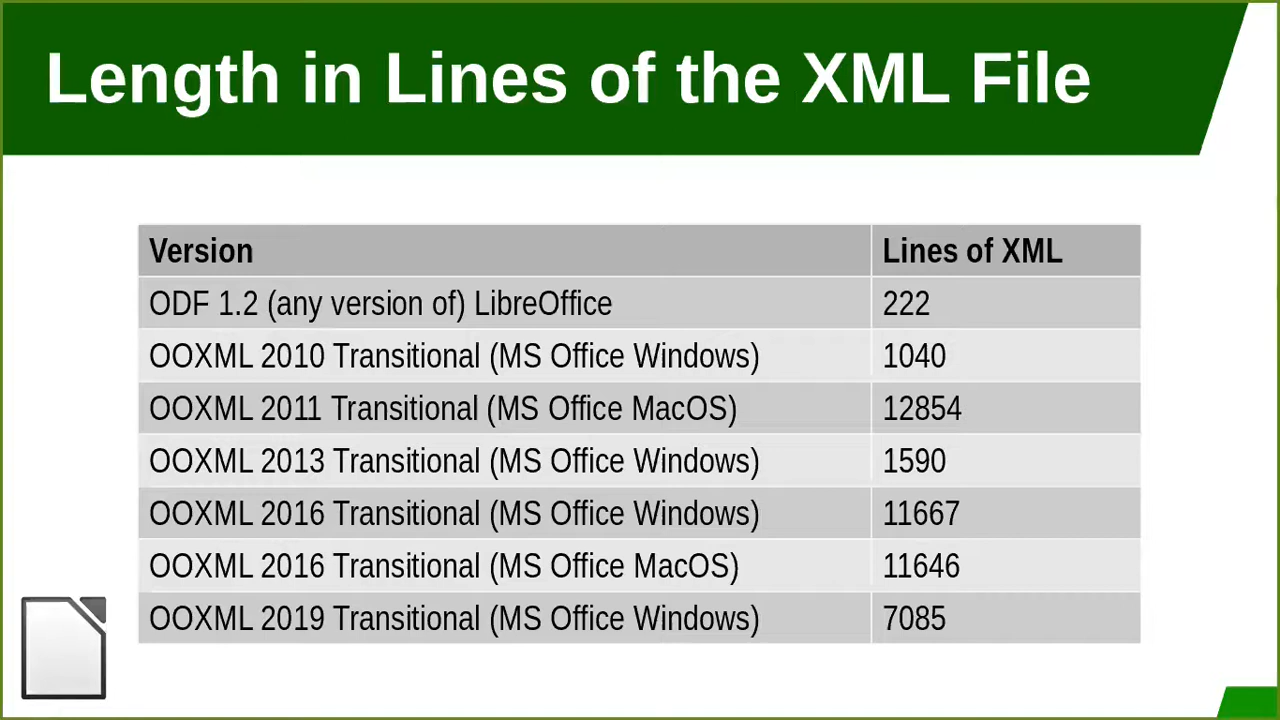 Length in Lines of the XML File
Version Lines of XML
ODF 1.2 (any version of) LibreOffice 222
OOXML 2010 Transitional (MS Office Windows) 1040
OOXML 2011 Transitional (MS Office MacOS) 12854
OOXML 2013 Transitional (MS Office Windows) 1590
OOXML 2016 Transitional (MS Office Windows) 11667
OOXML 2016 Transitional (MS Office MacOS) 11646
OOXML 2019 Transitional (MS Office Windows) 7085